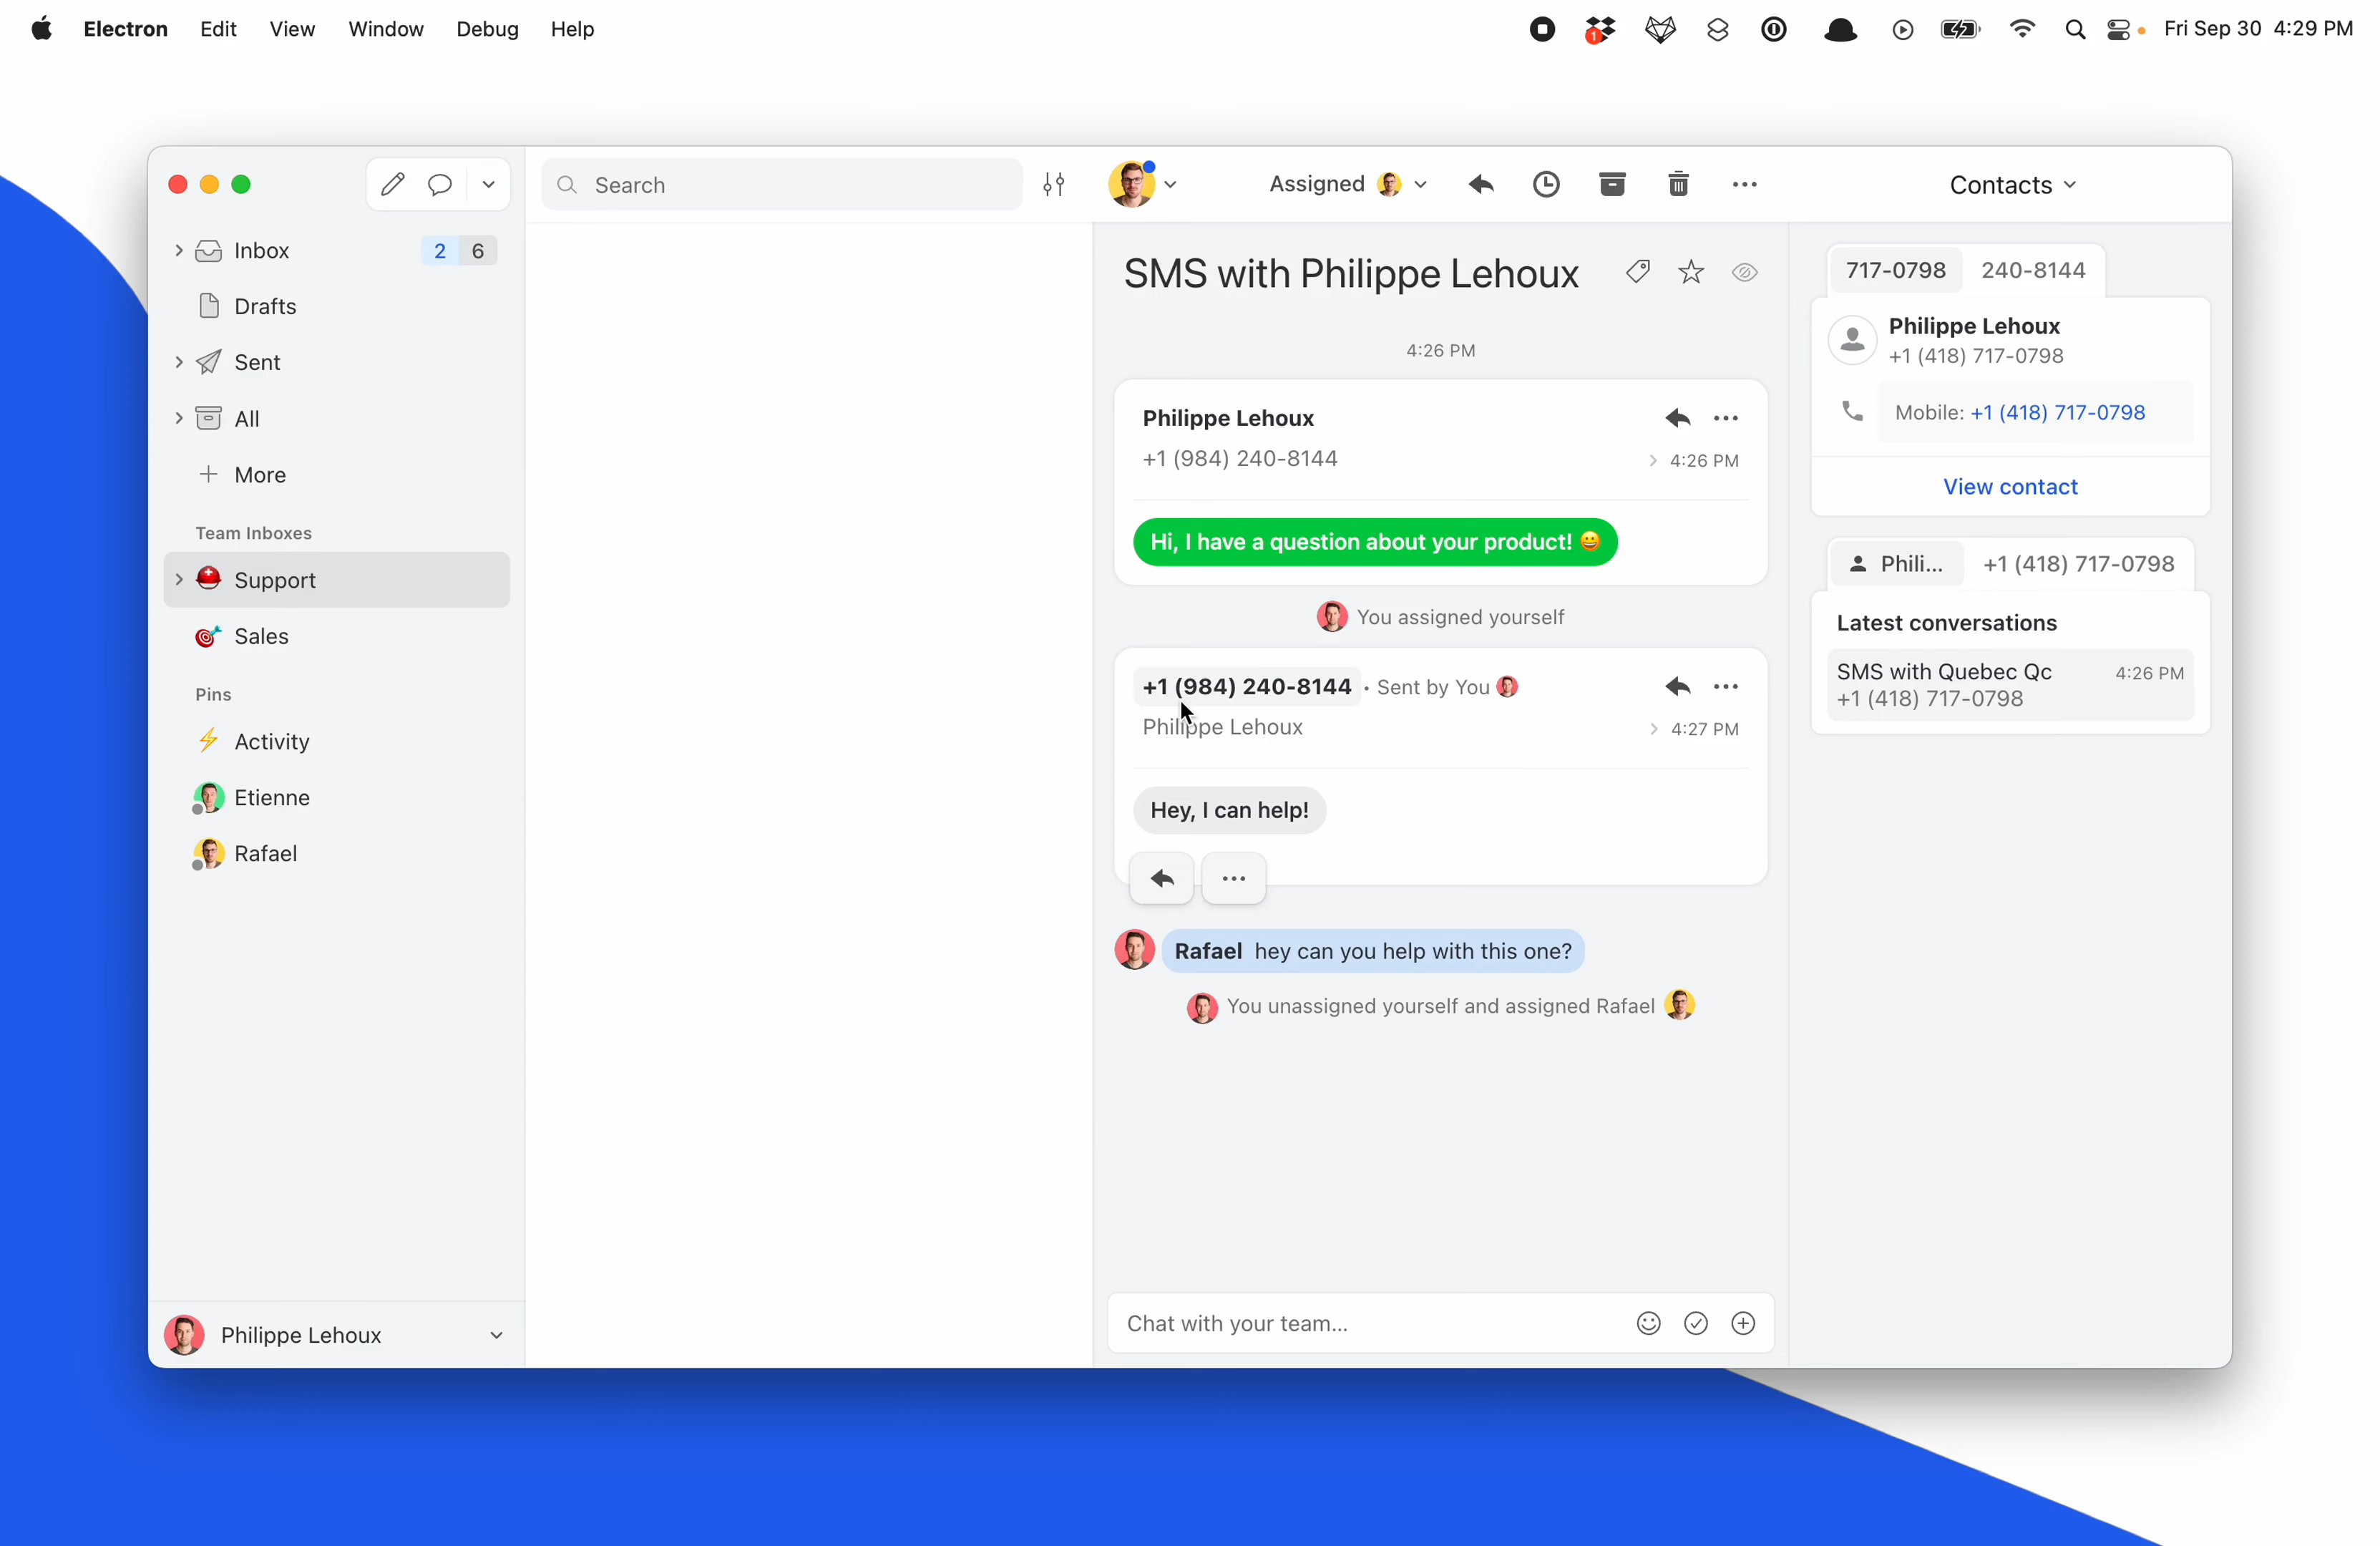 Electron Edit View Window Debug Help
1
Fri Sep 30 4:29 PM
Inbox 2 6
Drafts
Sent
All
More
Team Inboxes
Support
Sales
Pins
Activity
Etienne
Rafael
Philippe Lehoux
Search
Assigned
SMS with Philippe Lehoux
4:26 PM
Philippe Lehoux
+1 (984) 240-8144
4:26 PM
Hi, I have a question about your product! 😀
You assigned yourself
+1 (984) 240-8144 · Sent by You
Philippe Lehoux
4:27 PM
Hey, I can help!
Rafael hey can you help with this one?
You unassigned yourself and assigned Rafael
Chat with your team...
Contacts
717-0798 240-8144
Philippe Lehoux
+1 (418) 717-0798
Mobile: +1 (418) 717-0798
View contact
Phili... +1 (418) 717-0798
Latest conversations
SMS with Quebec Qc 4:26 PM
+1 (418) 717-0798